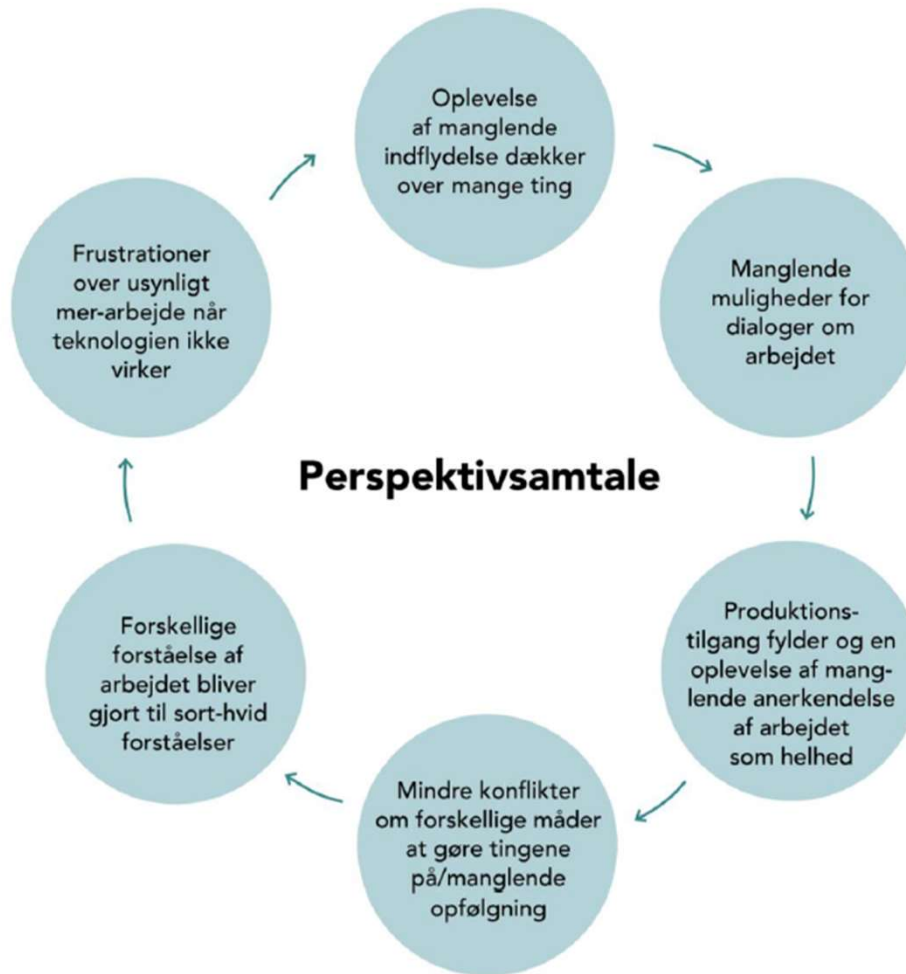 Oplevelse
af manglende
indflydelse dækker
over mange ting
Manglende
muligheder for
dialoger om
arbejdet
Produktions-
tilgang fylder og en
oplevelse af mang-
lende anerkendelse
af arbejdet
som helhed
Mindre konflikter
om forskellige måder
at gøre tingene
på/manglende
opfølgning
Forskellige
forståelse af
arbejdet bliver
gjort til sort-hvid
forståelser
Frustrationer
over usynligt
mer-arbejde når
teknologien ikke
virker
Perspektivsamtale